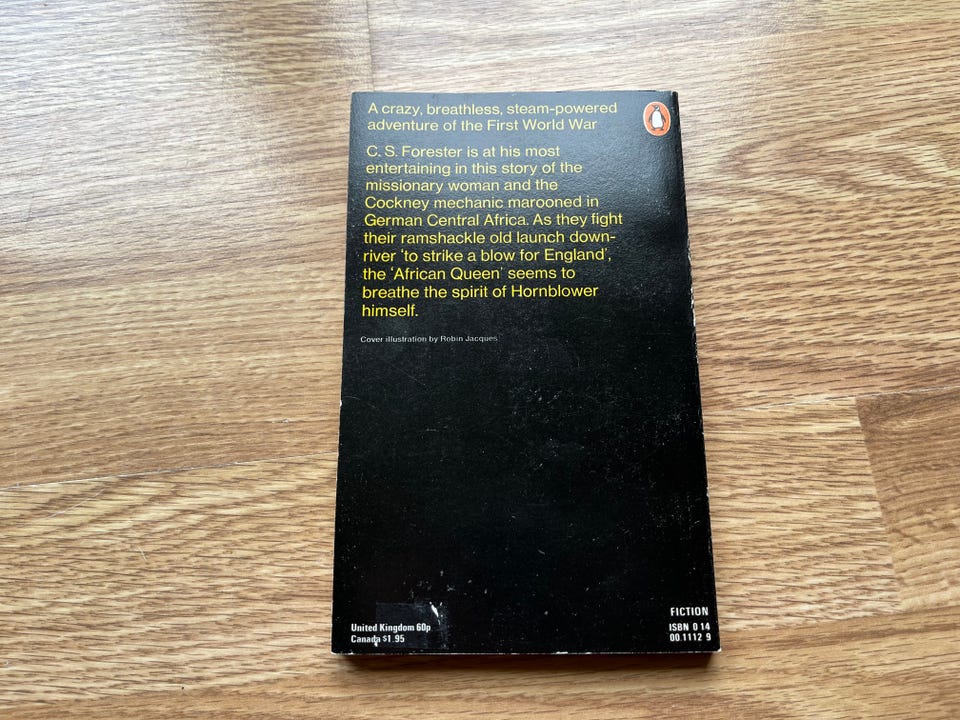 A crazy, breathless, steam-powered
adventure of the First World War
C. S. Forester is at his most
entertaining in this story of the
missionary woman and the
Cockney mechanic marooned in
German Central Africa. As they fight
their ramshackle old launch down-
river ‘to strike a blow for England’,
the ‘African Queen’ seems to
breathe the spirit of Hornblower
himself.
Cover illustration by Robin Jacques
United Kingdom 60p
Canada $1.95
FICTION
ISBN 0 14
00.1112 9